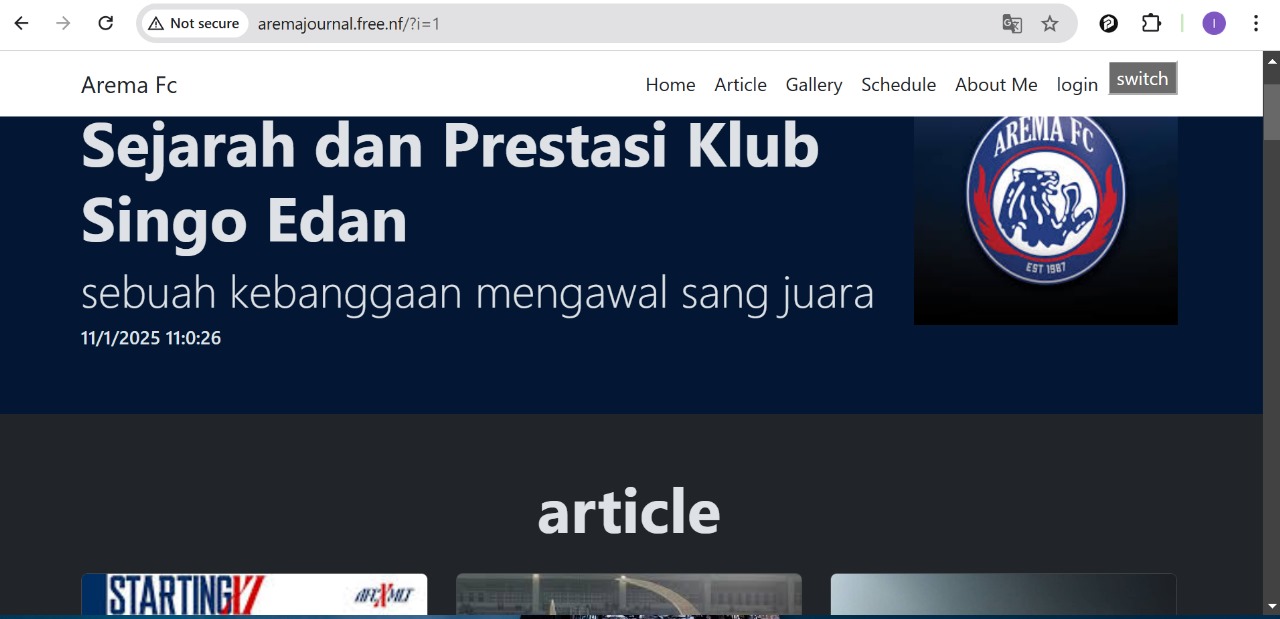 Not secure
aremajournal.free.nf/?i=1
I
Arema Fc
Home
Article
Gallery
Schedule
About Me
login
switch
Sejarah dan Prestasi Klub
Singo Edan
sebuah kebanggaan mengawal sang juara
11/1/2025 11:0:26
AREMA FC
EST 1987
article
STARTING XI